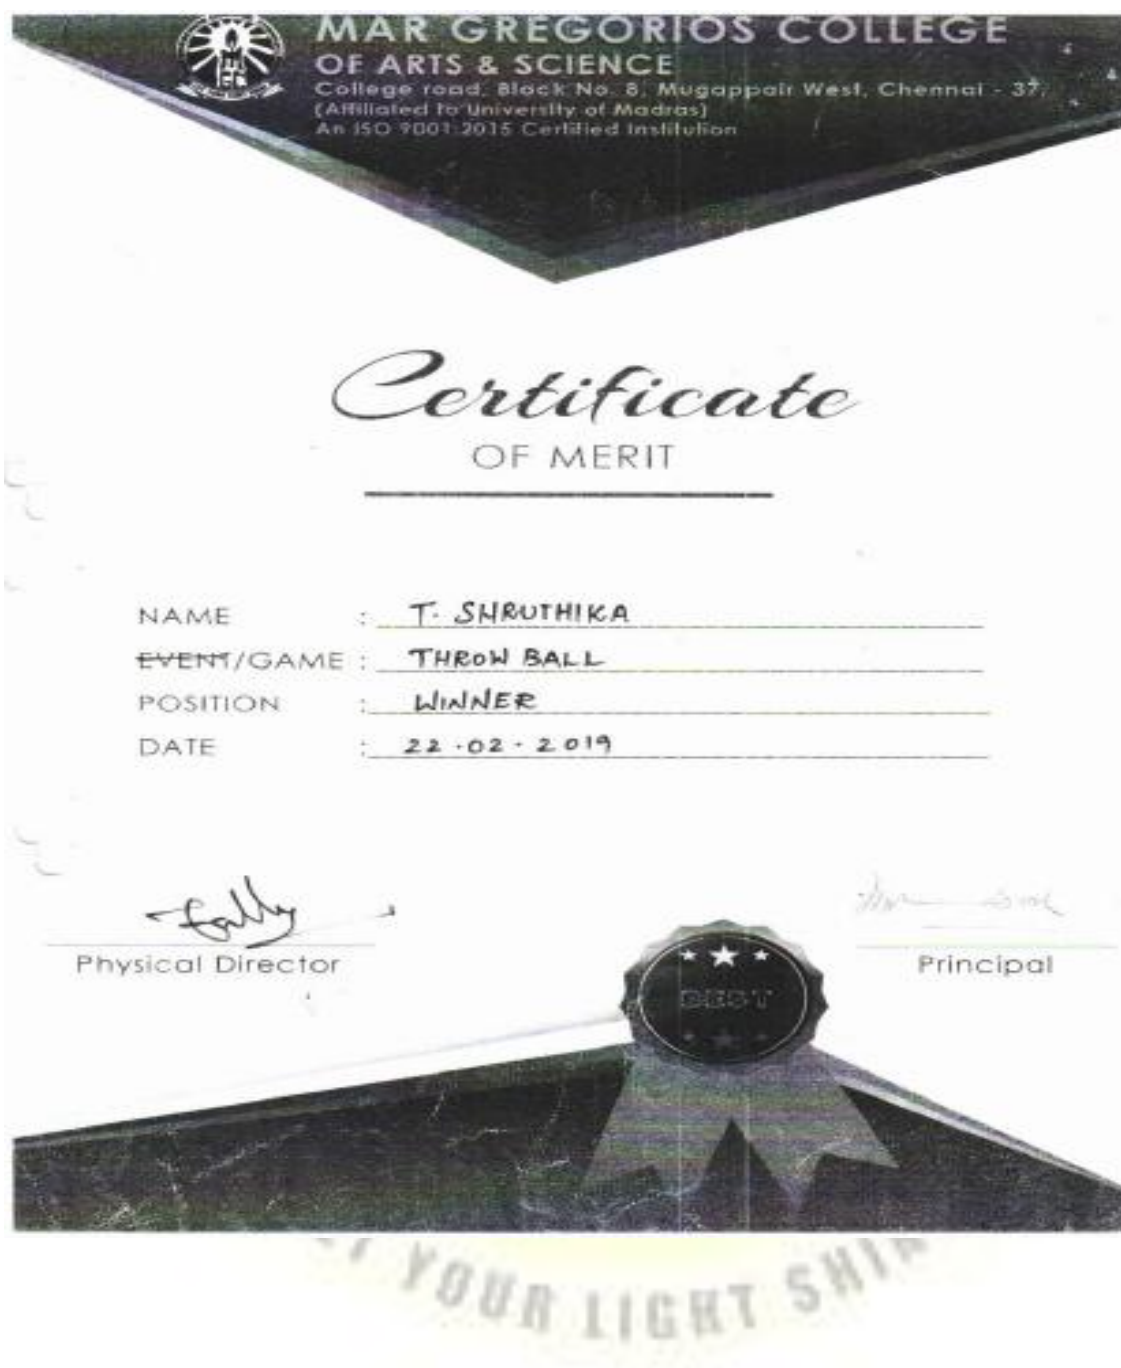 MAR GREGORIOS COLLEGE
OF ARTS & SCIENCE
College road, Block No. 8, Mugappair West, Chennai - 37,
(Affiliated to University of Madras)
An ISO 9001:2015 Certified Institution
Certificate
OF MERIT
NAME : T. SHRUTHIKA
EVENT/GAME : THROW BALL
POSITION : WINNER
DATE : 22.02.2019
Physical Director
Principal
BEST
YOUR LIGHT